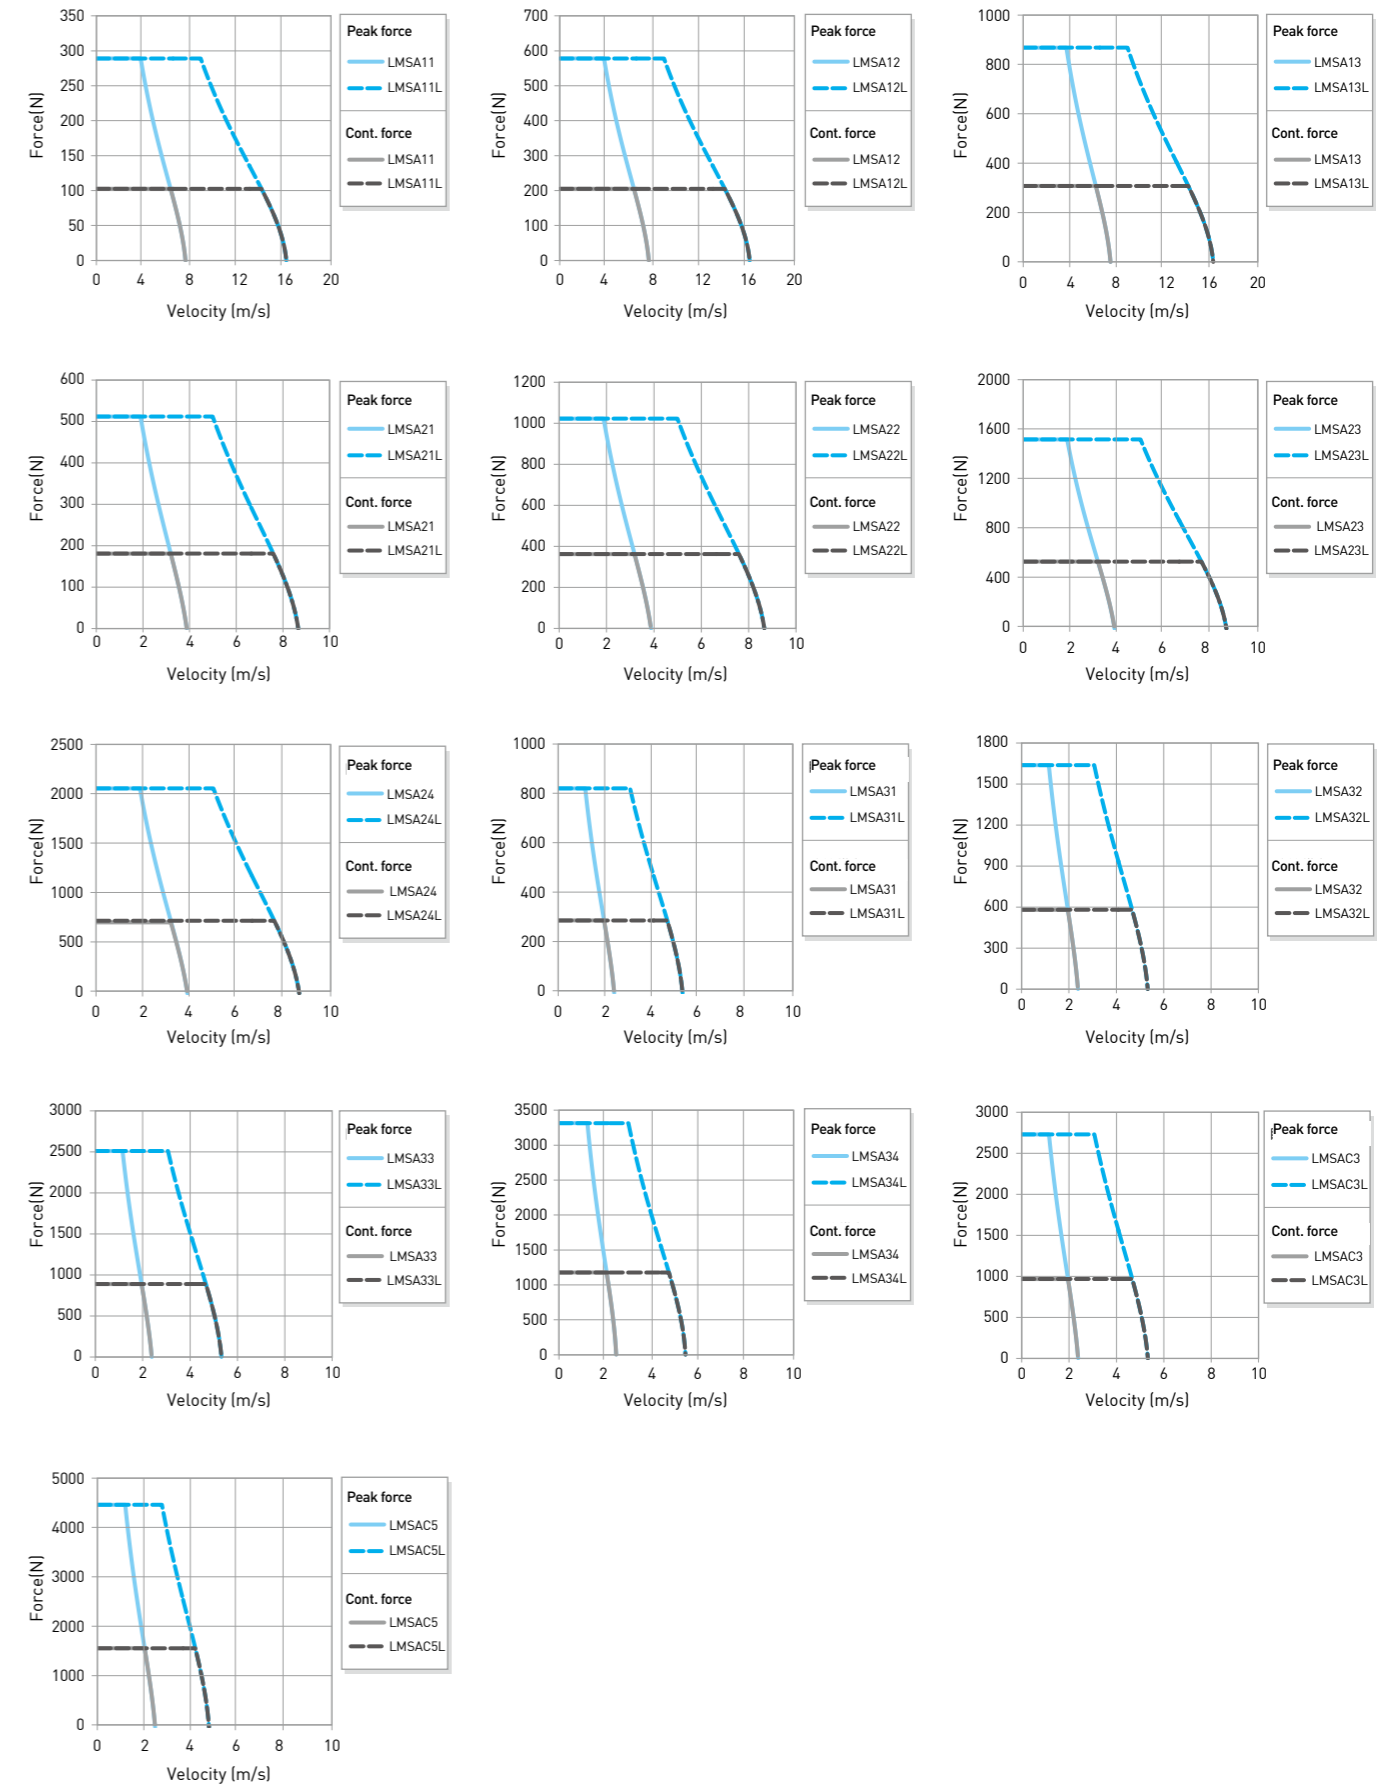 350
300
250
200
150
100
50
0
0 4 8 12 16 20
Force(N)
Velocity (m/s)
Peak force
LMSA11
LMSA11L
Cont. force
LMSA11
LMSA11L
700
600
500
400
300
200
100
0
0 4 8 12 16 20
Force(N)
Velocity (m/s)
Peak force
LMSA12
LMSA12L
Cont. force
LMSA12
LMSA12L
1000
800
600
400
200
0
0 4 8 12 16 20
Force(N)
Velocity (m/s)
Peak force
LMSA13
LMSA13L
Cont. force
LMSA13
LMSA13L
600
500
400
300
200
100
0
0 2 4 6 8 10
Force(N)
Velocity (m/s)
Peak force
LMSA21
LMSA21L
Cont. force
LMSA21
LMSA21L
1200
1000
800
600
400
200
0
0 2 4 6 8 10
Force(N)
Velocity (m/s)
Peak force
LMSA22
LMSA22L
Cont. force
LMSA22
LMSA22L
2000
1600
1200
800
400
0
0 2 4 6 8 10
Force(N)
Velocity (m/s)
Peak force
LMSA23
LMSA23L
Cont. force
LMSA23
LMSA23L
2500
2000
1500
1000
500
0
0 2 4 6 8 10
Force(N)
Velocity (m/s)
Peak force
LMSA24
LMSA24L
Cont. force
LMSA24
LMSA24L
1000
800
600
400
200
0
0 2 4 6 8 10
Force(N)
Velocity (m/s)
Peak force
LMSA31
LMSA31L
Cont. force
LMSA31
LMSA31L
1800
1500
1200
900
600
300
0
0 2 4 6 8 10
Force(N)
Velocity (m/s)
Peak force
LMSA32
LMSA32L
Cont. force
LMSA32
LMSA32L
3000
2500
2000
1500
1000
500
0
0 2 4 6 8 10
Force(N)
Velocity (m/s)
Peak force
LMSA33
LMSA33L
Cont. force
LMSA33
LMSA33L
3500
3000
2500
2000
1500
1000
500
0
0 2 4 6 8 10
Force(N)
Velocity (m/s)
Peak force
LMSA34
LMSA34L
Cont. force
LMSA34
LMSA34L
3000
2500
2000
1500
1000
500
0
0 2 4 6 8 10
Force(N)
Velocity (m/s)
Peak force
LMSAC3
LMSAC3L
Cont. force
LMSAC3
LMSAC3L
5000
4000
3000
2000
1000
0
0 2 4 6 8 10
Force(N)
Velocity (m/s)
Peak force
LMSAC5
LMSAC5L
Cont. force
LMSAC5
LMSAC5L